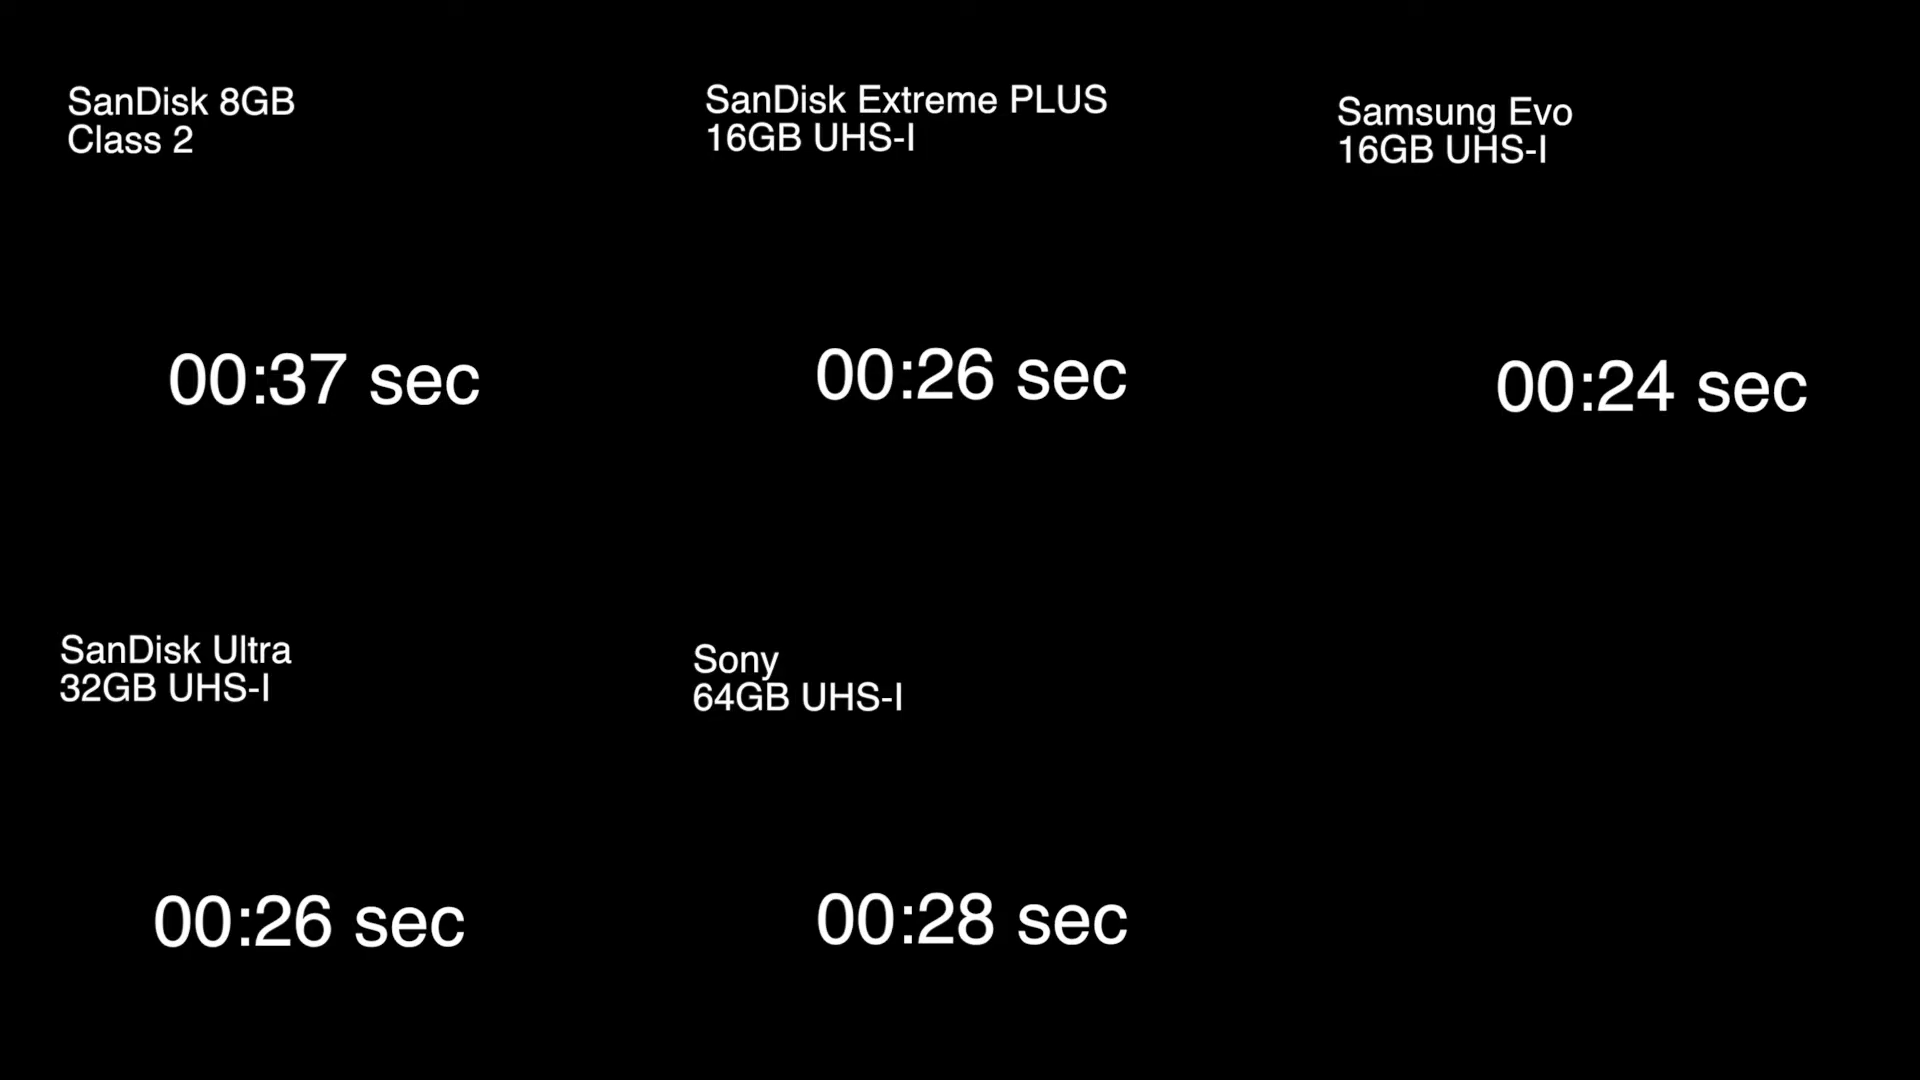 SanDisk 8GB
Class 2
00:37 sec
SanDisk Extreme PLUS
16GB UHS-I
00:26 sec
Samsung Evo
16GB UHS-I
00:24 sec
SanDisk Ultra
32GB UHS-I
00:26 sec
Sony
64GB UHS-I
00:28 sec